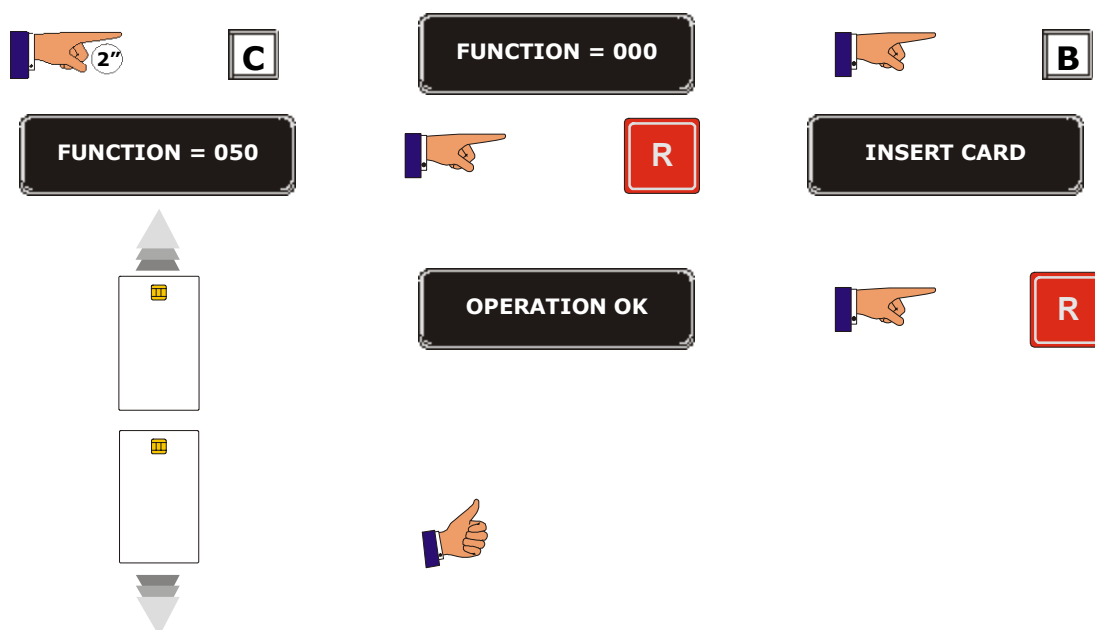 2”
C
FUNCTION = 000
B
FUNCTION = 050
R
INSERT CARD
OPERATION OK
R